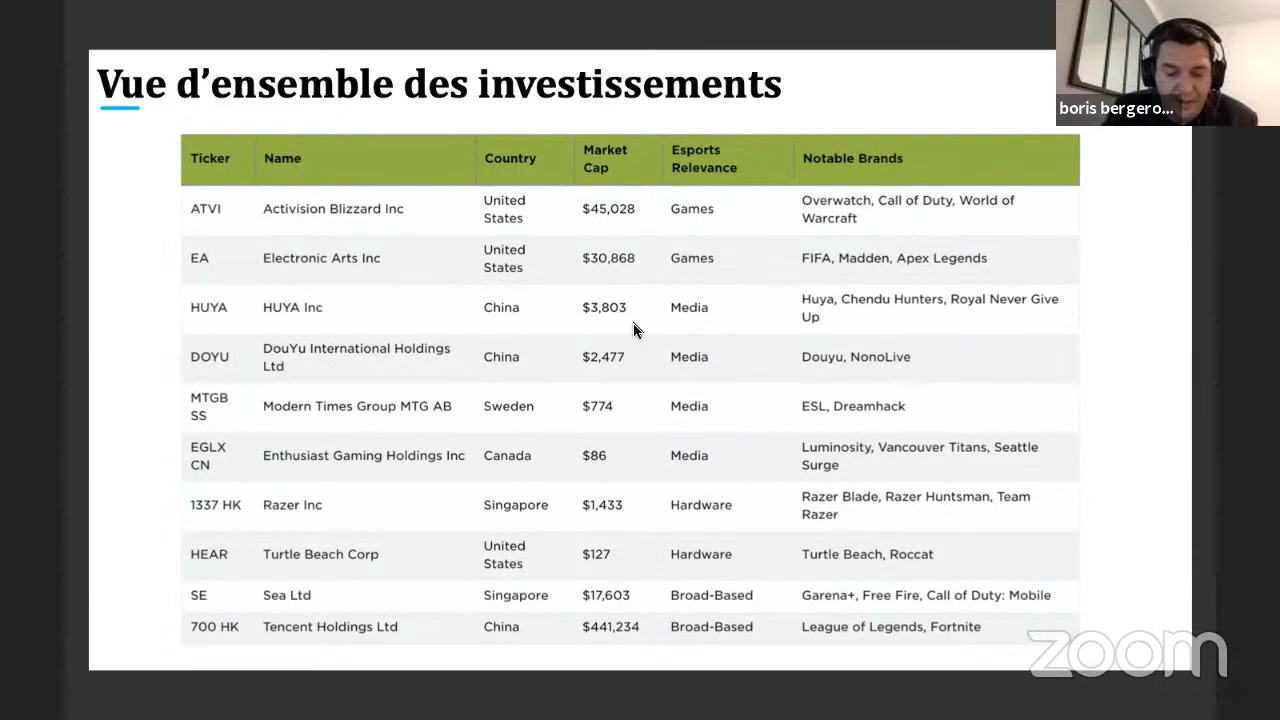 Vue d’ensemble des investissements
boris bergero...
Ticker Name Country Market Cap Esports Relevance Notable Brands
ATVI Activision Blizzard Inc United States $45,028 Games Overwatch, Call of Duty, World of Warcraft
EA Electronic Arts Inc United States $30,868 Games FIFA, Madden, Apex Legends
HUYA HUYA Inc China $3,803 Media Huya, Chendu Hunters, Royal Never Give Up
DOYU DouYu International Holdings Ltd China $2,477 Media Douyu, NonoLive
MTGB SS Modern Times Group MTG AB Sweden $774 Media ESL, Dreamhack
EGLX CN Enthusiast Gaming Holdings Inc Canada $86 Media Luminosity, Vancouver Titans, Seattle Surge
1337 HK Razer Inc Singapore $1,433 Hardware Razer Blade, Razer Huntsman, Team Razer
HEAR Turtle Beach Corp United States $127 Hardware Turtle Beach, Roccat
SE Sea Ltd Singapore $17,603 Broad-Based Garena+, Free Fire, Call of Duty: Mobile
700 HK Tencent Holdings Ltd China $441,234 Broad-Based League of Legends, Fortnite
zoom